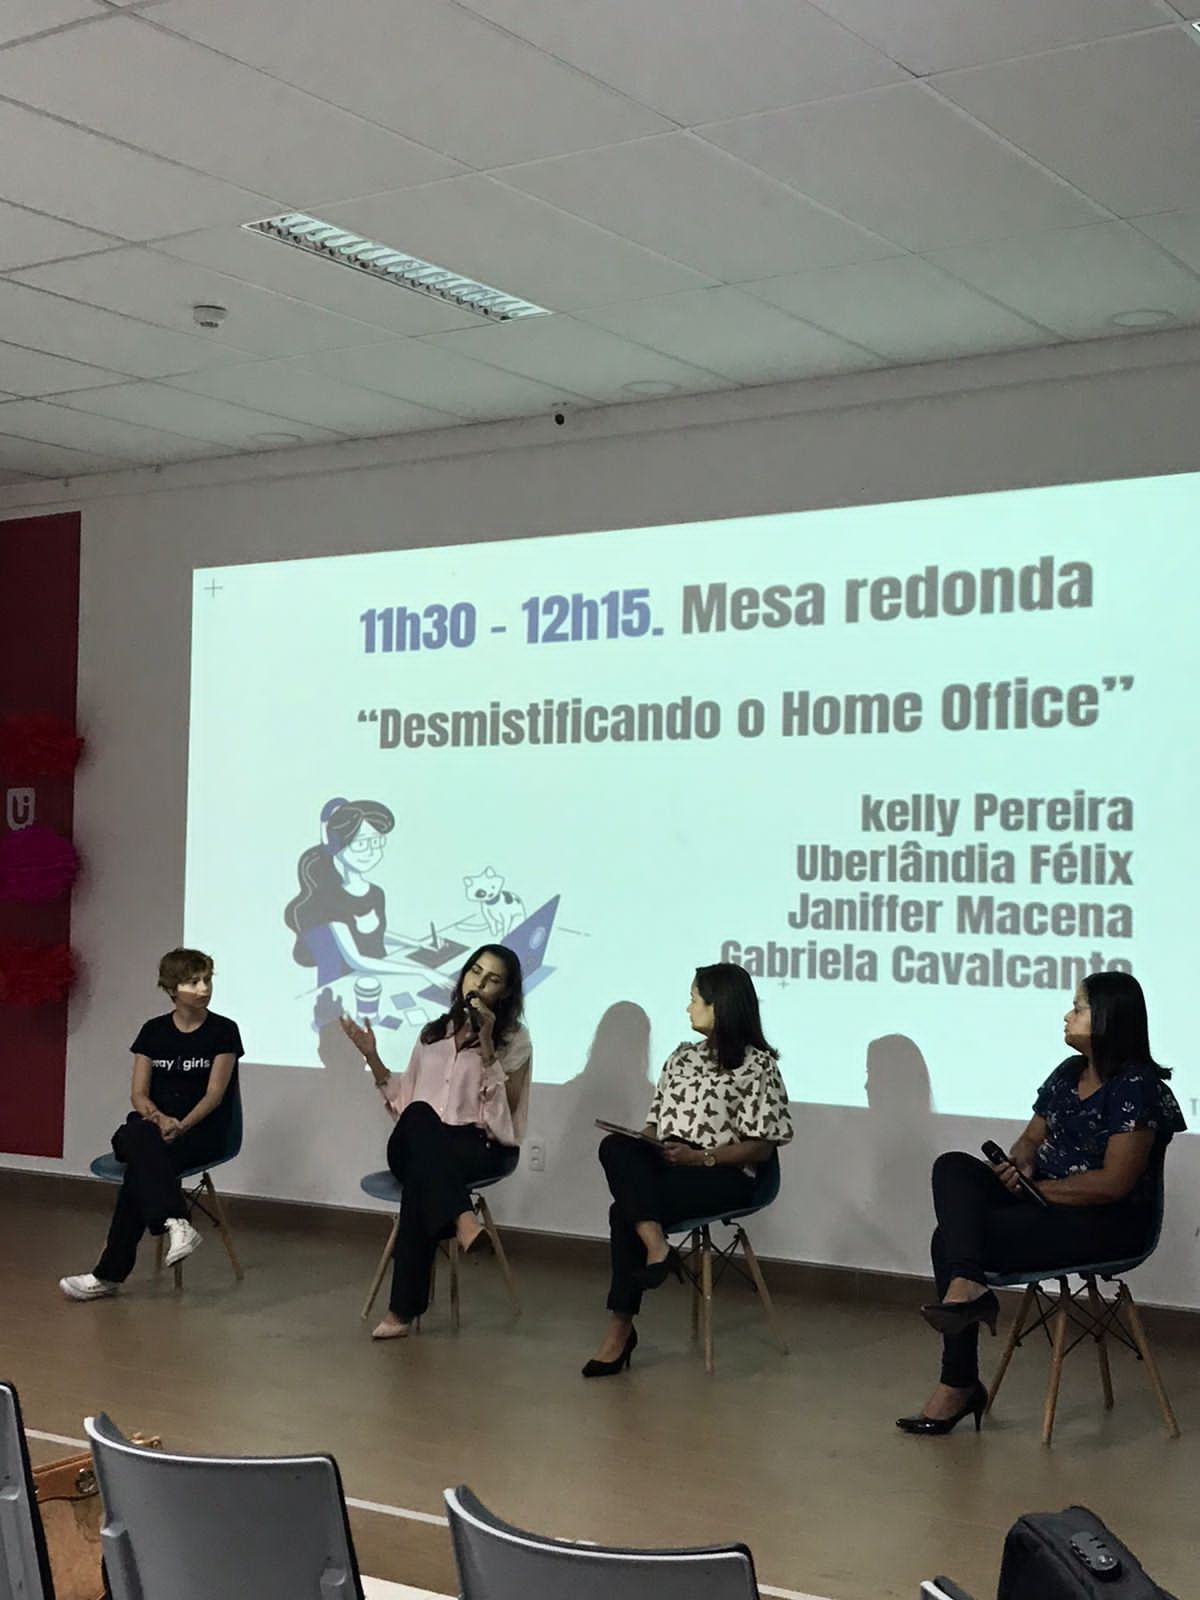 11h30 - 12h15. Mesa redonda
“Desmistificando o Home Office”
kelly Pereira
Uberlândia Félix
Janiffer Macena
Gabriela Cavalcante
girls